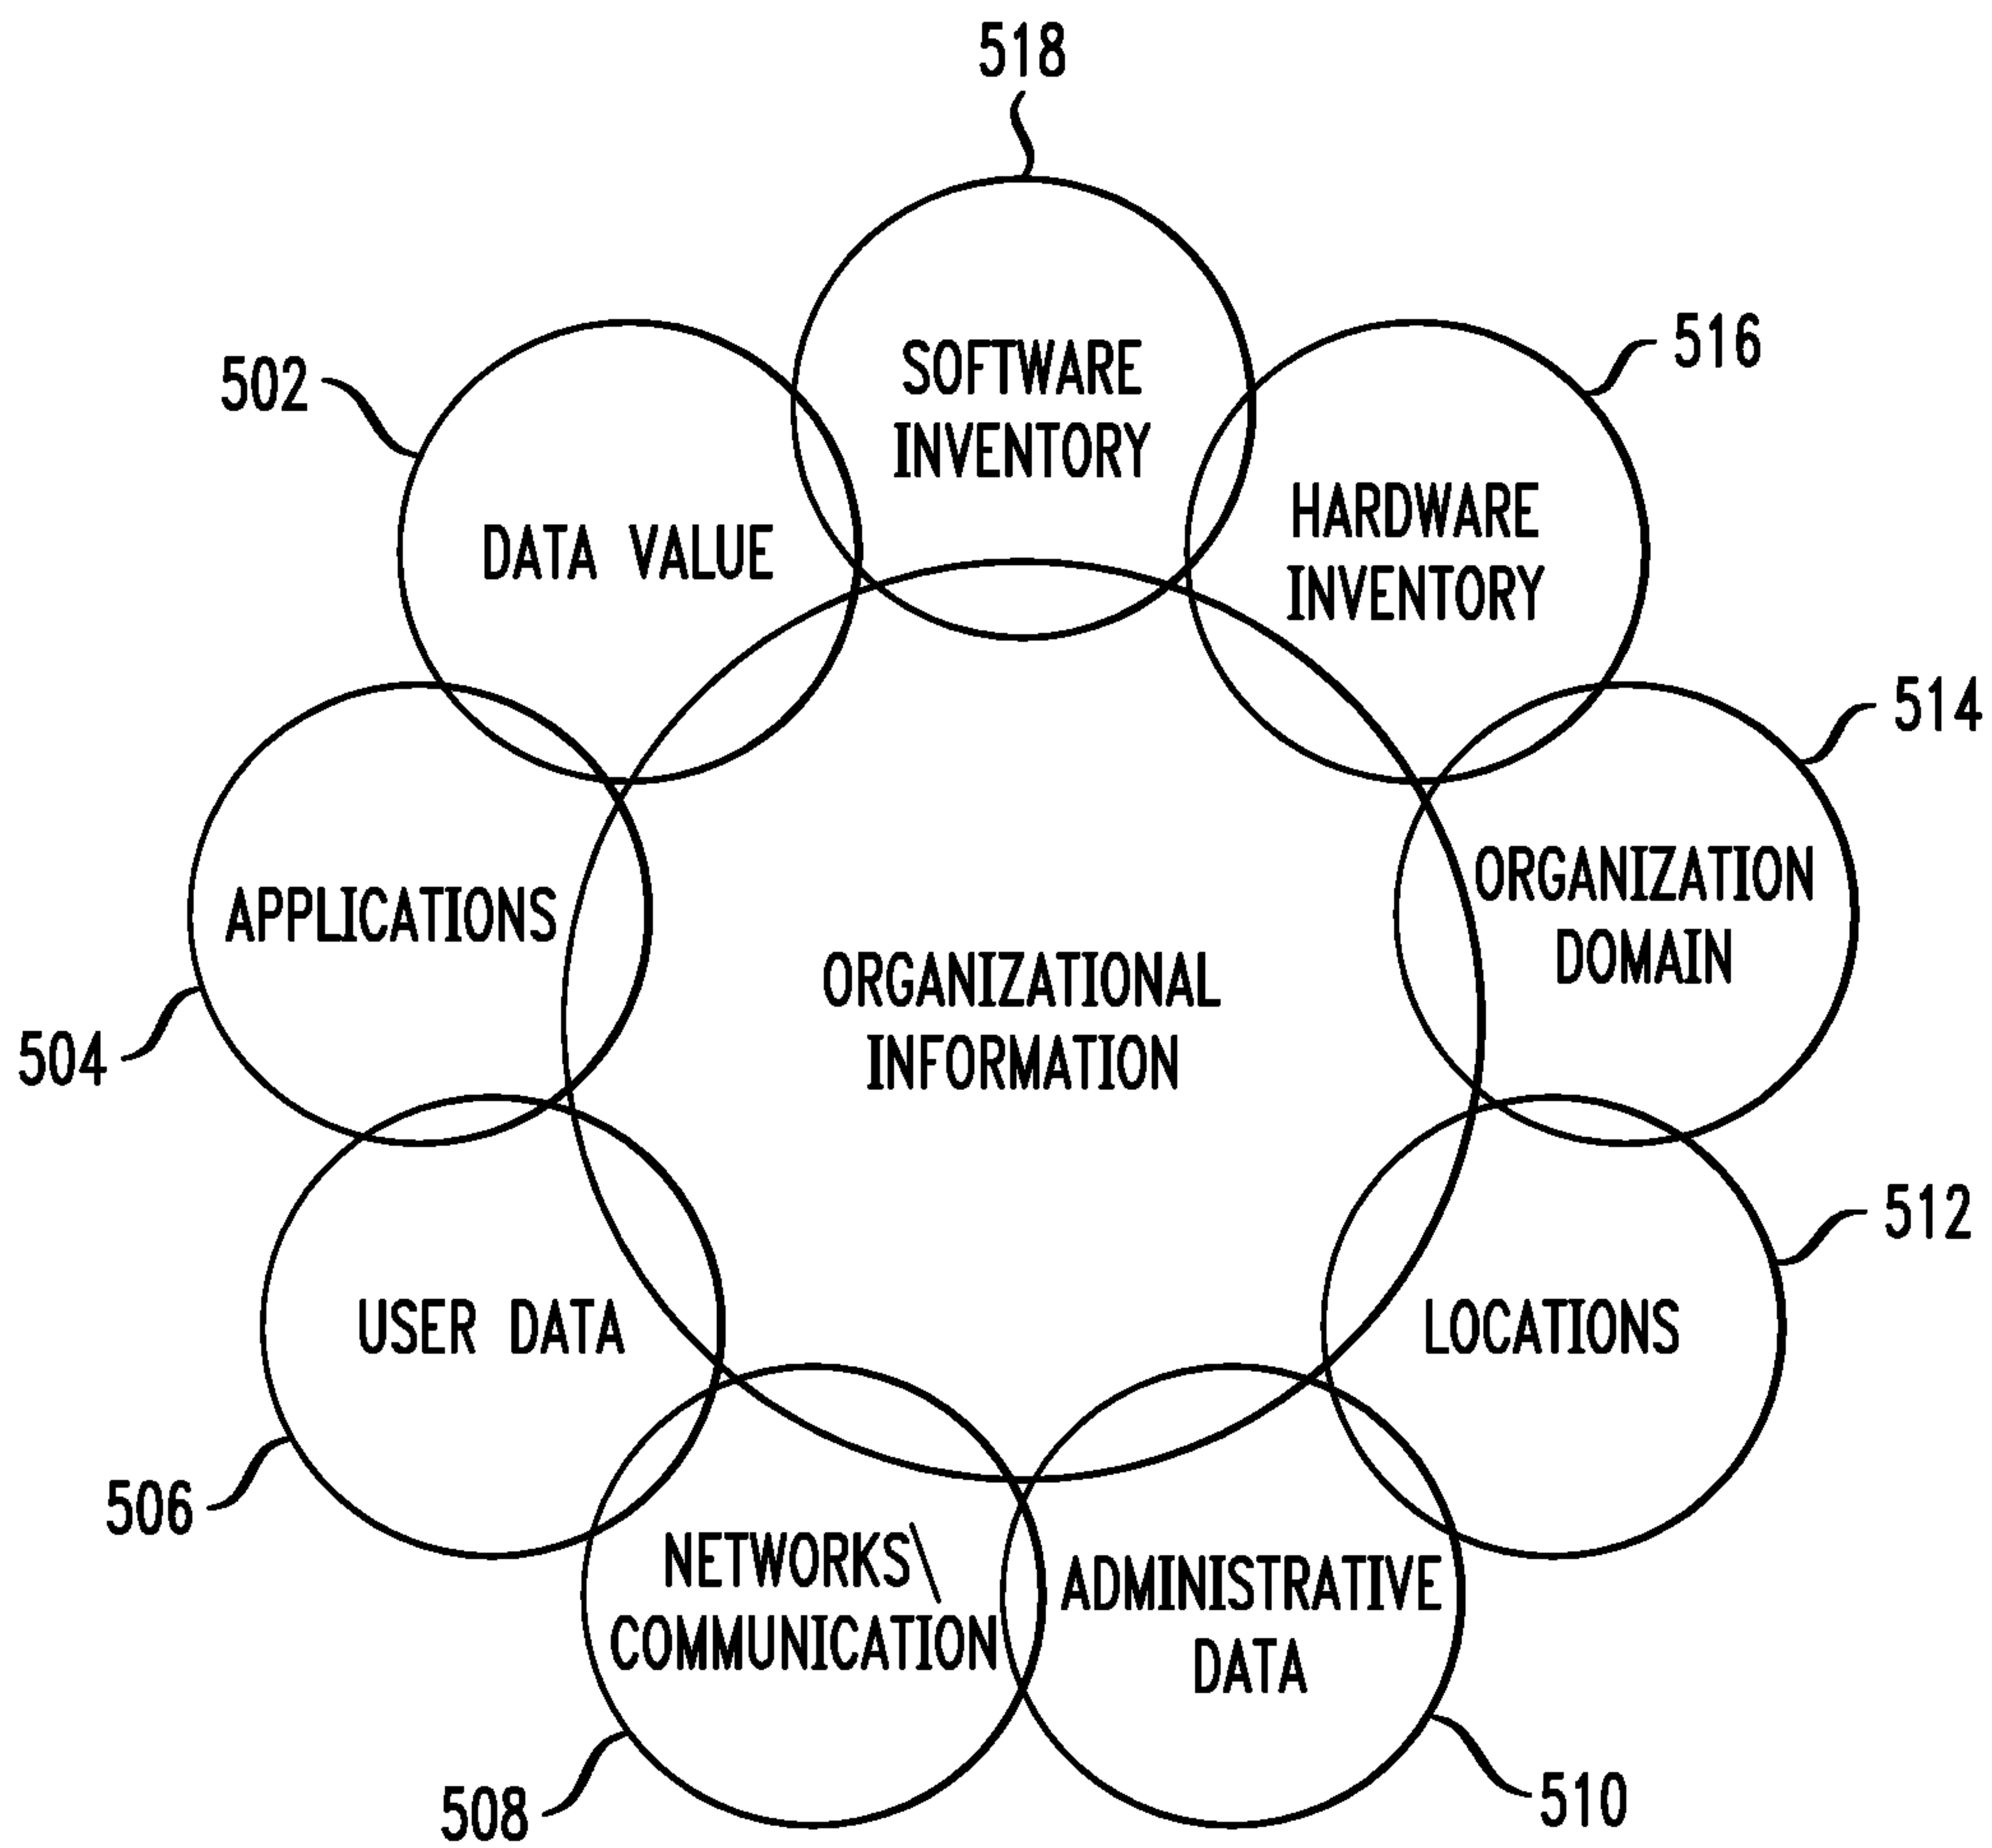 518
516
502
SOFTWARE
INVENTORY
HARDWARE
INVENTORY
DATA VALUE
514
ORGANIZATION
DOMAIN
APPLICATIONS
ORGANIZATIONAL
INFORMATION
504
512
USER DATA
LOCATIONS
506
NETWORKS\
COMMUNICATION
ADMINISTRATIVE
DATA
508
510